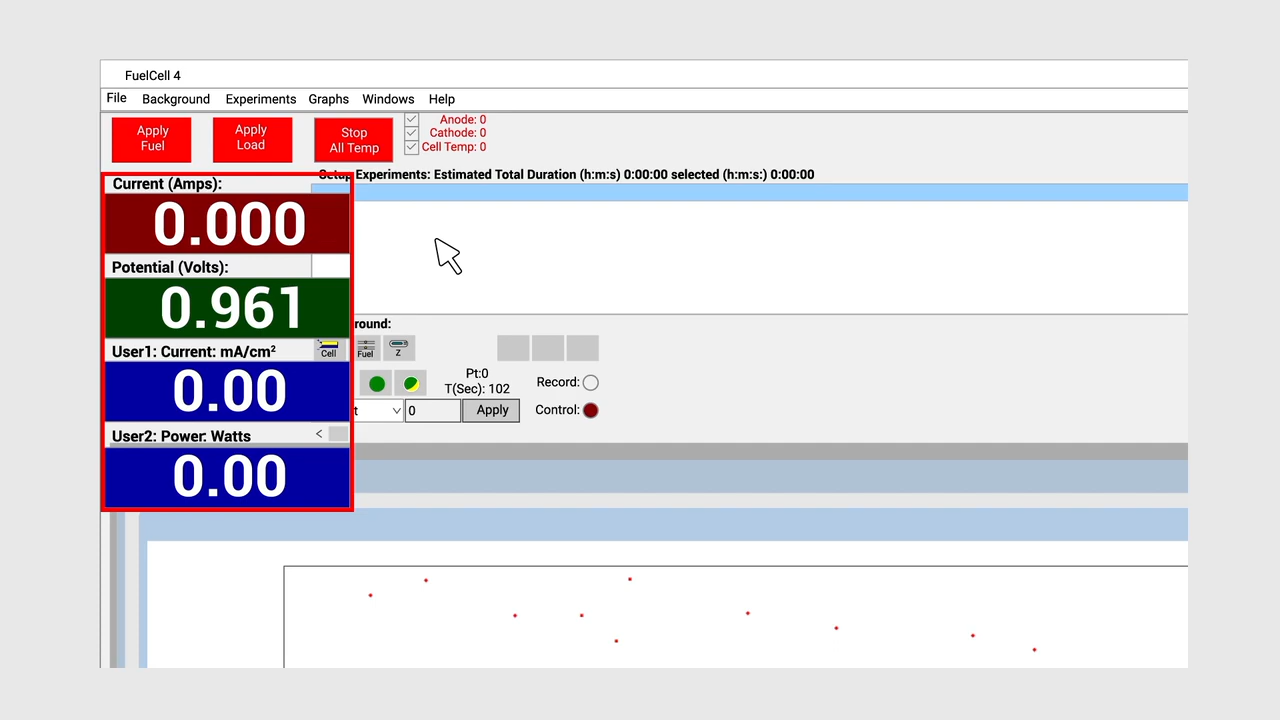 FuelCell 4
File Background Experiments Graphs Windows Help
Apply Fuel
Apply Load
Stop All Temp
Anode: 0
Cathode: 0
Cell Temp: 0
Setup Experiments: Estimated Total Duration (h:m:s) 0:00:00 selected (h:m:s:) 0:00:00
Current (Amps):
0.000
Potential (Volts):
0.961
round:
User1: Current: mA/cm²
Cell Fuel Z
0.00
Pt:0
T(Sec): 102
Record:
t 0 Apply Control:
User2: Power: Watts <
0.00